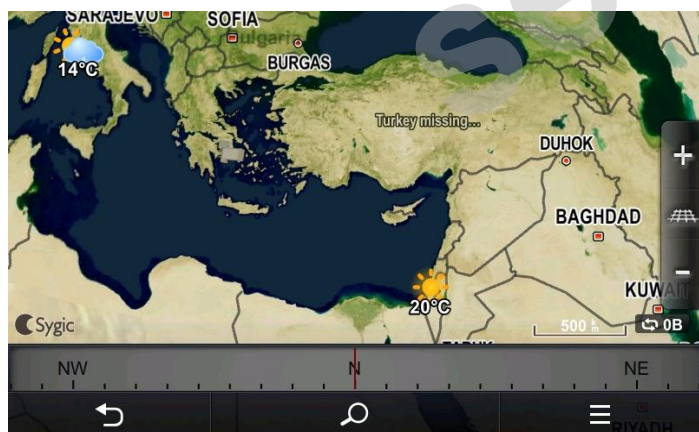 SARAJEVO
SOFIA
Bulgaria
BURGAS
14°C
Turkey missing...
DUHOK
+
BAGHDAD
-
20°C
KUWAIT
Sygic
500 k/m
0B
NW
N
NE
RIYADH